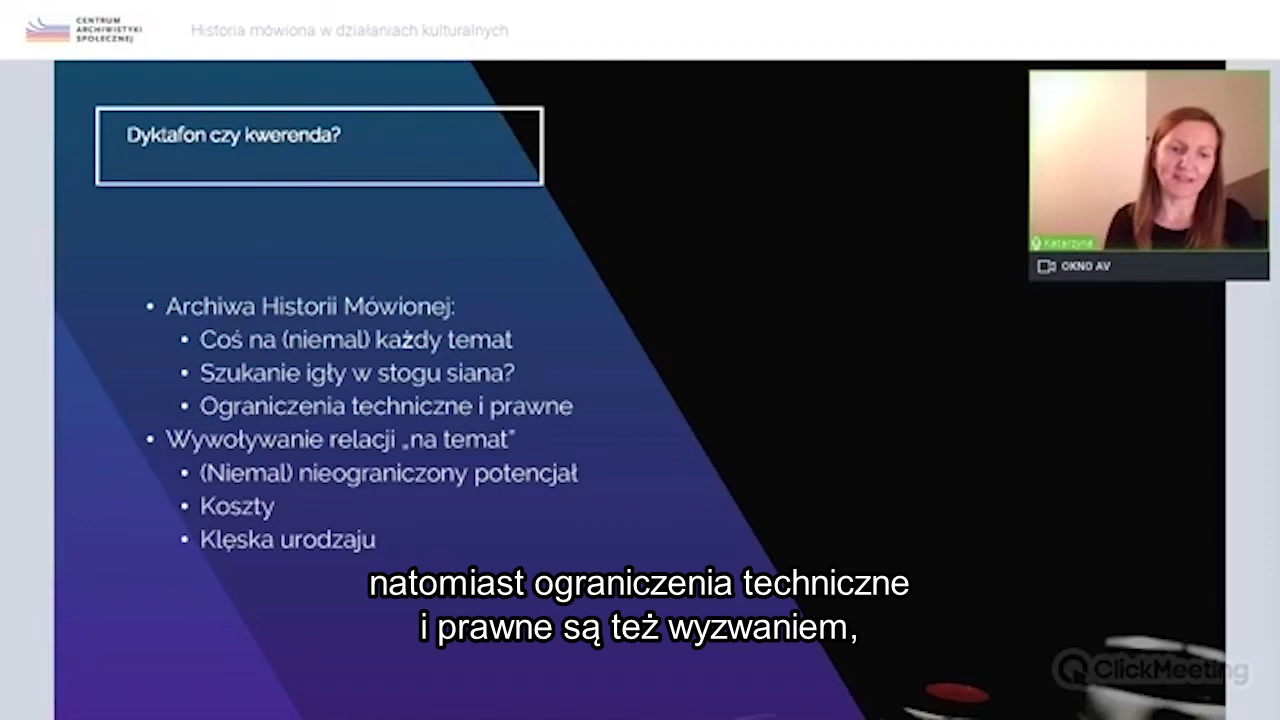 CENTRUM
ARCHIWISTYKI
SPOŁECZNEJ
Historia mówiona w działaniach kulturalnych
Dyktafon czy kwerenda?
Katarzyna
OKNO AV
• Archiwa Historii Mówionej:
• Coś na (niemal) każdy temat
• Szukanie igły w stogu siana?
• Ograniczenia techniczne i prawne
• Wywoływanie relacji „na temat”
• (Niemal) nieograniczony potencjał
• Koszty
• Klęska urodzaju
natomiast ograniczenia techniczne
i prawne są też wyzwaniem,
ClickMeeting